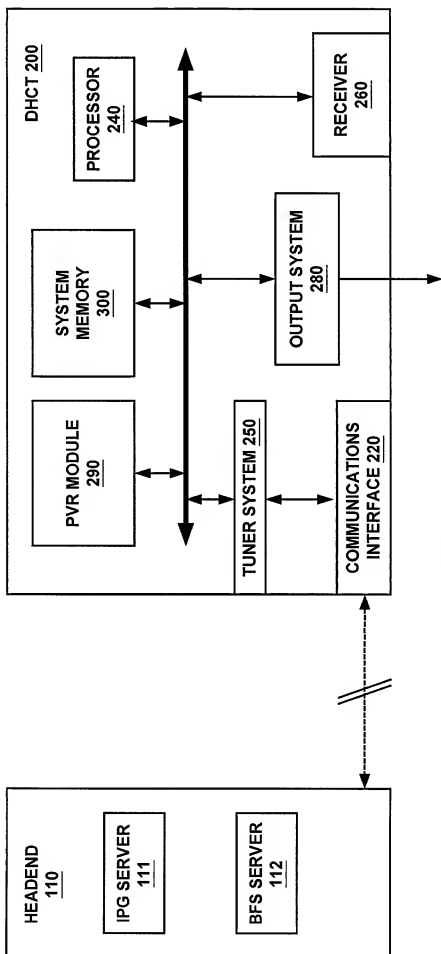 HEADEND
110
IPG SERVER
111
BFS SERVER
112
DHCT 200
PVR MODULE
290
SYSTEM
MEMORY
300
PROCESSOR
240
TUNER SYSTEM 250
COMMUNICATIONS
INTERFACE 220
OUTPUT SYSTEM
280
RECEIVER
260